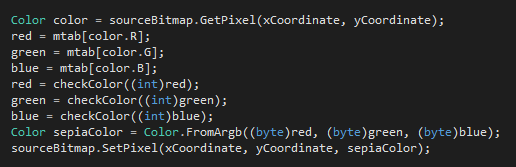 Color color = sourceBitmap.GetPixel(xCoordinate, yCoordinate);
red = mtab[color.R];
green = mtab[color.G];
blue = mtab[color.B];
red = checkColor((int)red);
green = checkColor((int)green);
blue = checkColor((int)blue);
Color sepiaColor = Color.FromArgb((byte)red, (byte)green, (byte)blue);
sourceBitmap.SetPixel(xCoordinate, yCoordinate, sepiaColor);